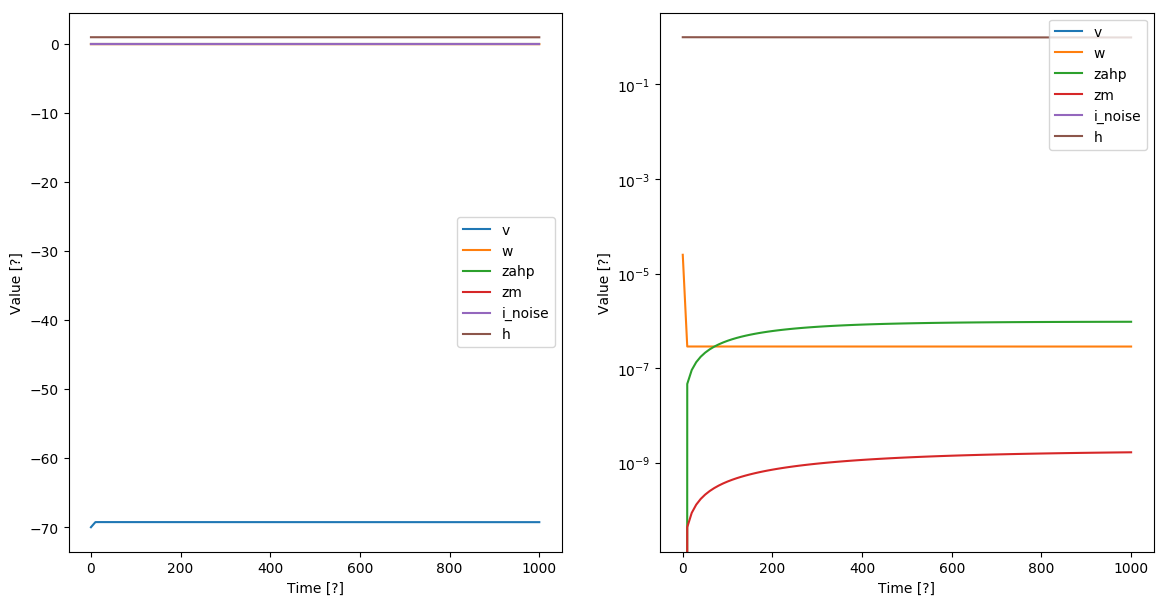 0
−10
−20
−30
−40
−50
−60
−70
Value [?]
0
200
400
600
800
1000
Time [?]
v
w
zahp
zm
i_noise
h
10⁻¹
10⁻³
10⁻⁵
10⁻⁷
10⁻⁹
Value [?]
0
200
400
600
800
1000
Time [?]
v
w
zahp
zm
i_noise
h